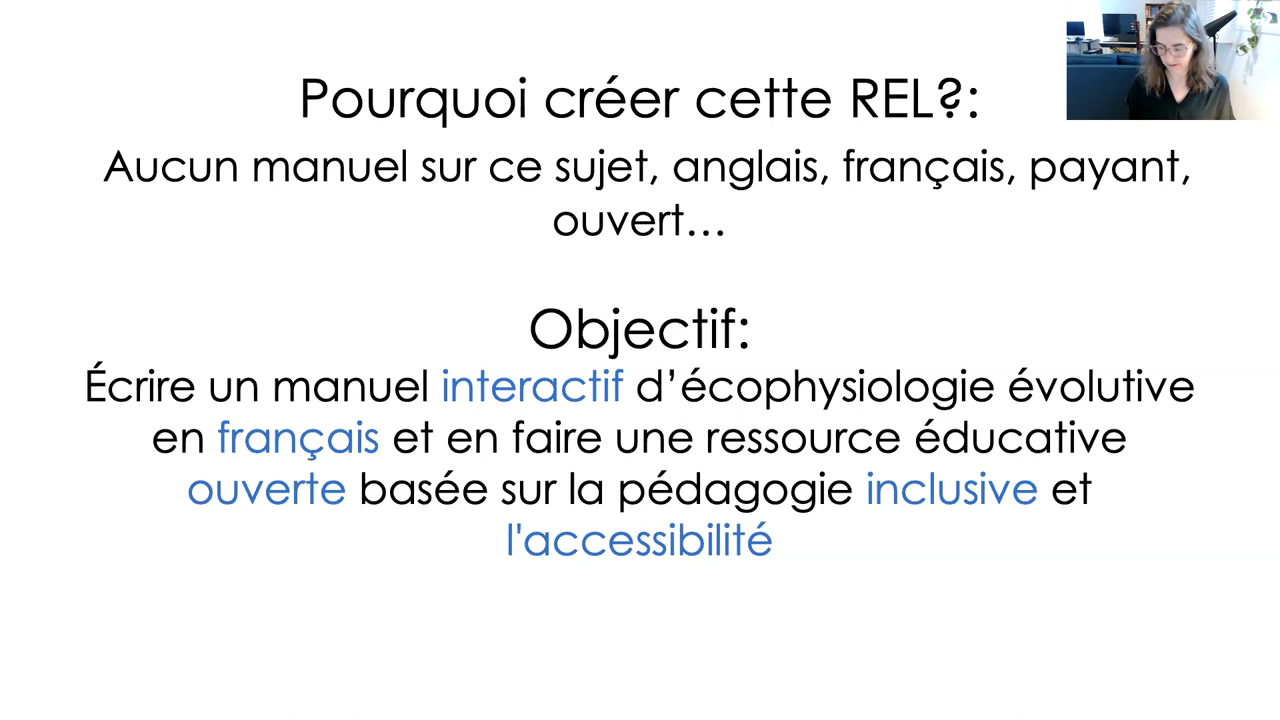 Pourquoi créer cette REL?:
Aucun manuel sur ce sujet, anglais, français, payant,
ouvert…
Objectif:
Écrire un manuel interactif d’écophysiologie évolutive
en français et en faire une ressource éducative
ouverte basée sur la pédagogie inclusive et
l'accessibilité